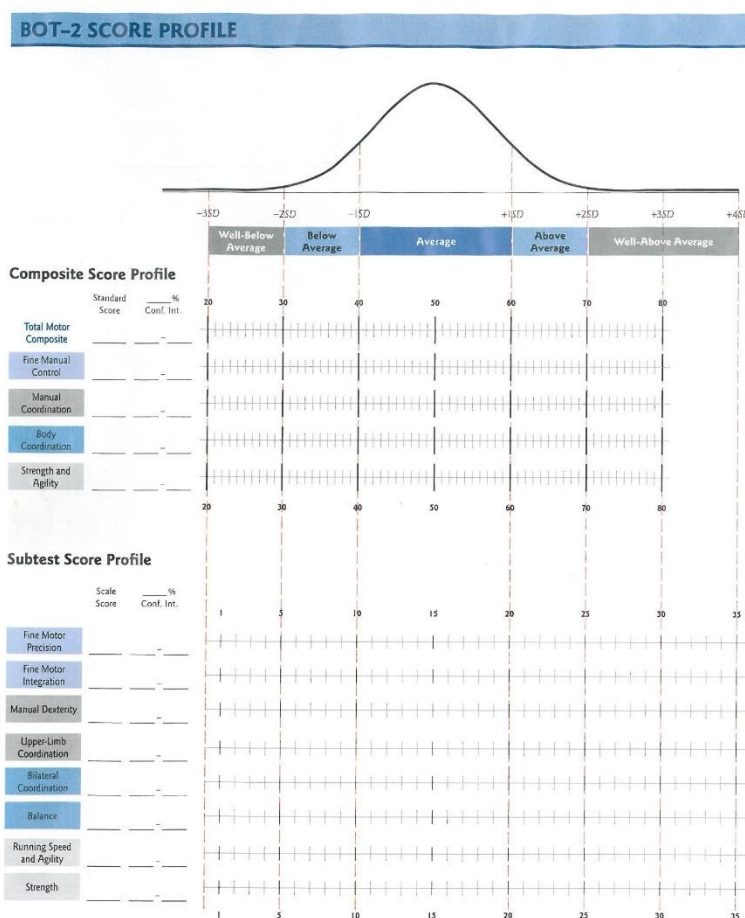 BOT–2 SCORE PROFILE
−3SD −2SD −1SD +1SD +2SD +3SD +4SD
Well-Below Average Below Average Average Above Average Well-Above Average
Composite Score Profile
Standard Score ____% Conf. Int. 20 30 40 50 60 70 80
Total Motor Composite
Fine Manual Control
Manual Coordination
Body Coordination
Strength and Agility
20 30 40 50 60 70 80
Subtest Score Profile
Scale Score ____% Conf. Int. 1 5 10 15 20 25 30 35
Fine Motor Precision
Fine Motor Integration
Manual Dexterity
Upper-Limb Coordination
Bilateral Coordination
Balance
Running Speed and Agility
Strength
1 5 10 15 20 25 30 35